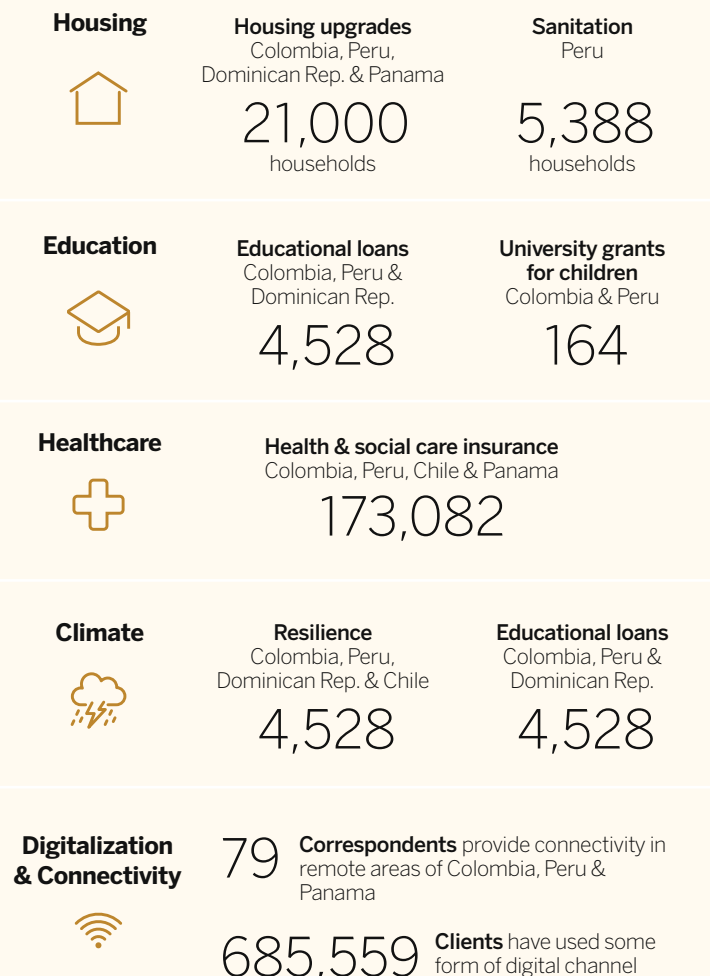 Housing
Housing upgrades
Colombia, Peru,
Dominican Rep. & Panama
21,000
households
Sanitation
Peru
5,388
households
Education
Educational loans
Colombia, Peru &
Dominican Rep.
4,528
University grants
for children
Colombia & Peru
164
Healthcare
Health & social care insurance
Colombia, Peru, Chile & Panama
173,082
Climate
Resilience
Colombia, Peru,
Dominican Rep. & Chile
4,528
Educational loans
Colombia, Peru &
Dominican Rep.
4,528
Digitalization
& Connectivity
79
Correspondents provide connectivity in
remote areas of Colombia, Peru &
Panama
685,559
Clients have used some
form of digital channel